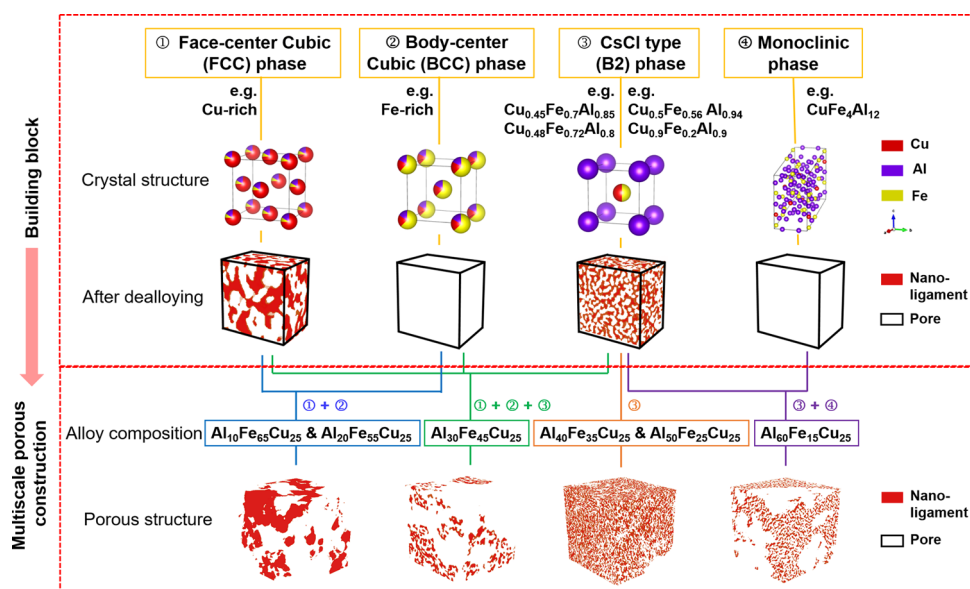 ① Face-center Cubic
(FCC) phase
② Body-center
Cubic (BCC) phase
③ CsCl type
(B2) phase
④ Monoclinic
phase
e.g.
Cu-rich
e.g.
Fe-rich
e.g.
Cu0.45Fe0.7Al0.85
Cu0.48Fe0.72Al0.8
e.g.
Cu0.5Fe0.56 Al0.94
Cu0.9Fe0.2Al0.9
e.g.
CuFe4Al12
Building block
Crystal structure
Cu
Al
Fe
After dealloying
Nano-
ligament
Pore
Multiscale porous
construction
① + ②
① + ② + ③
③
③ + ④
Alloy composition
Al10Fe65Cu25 & Al20Fe55Cu25
Al30Fe45Cu25
Al40Fe35Cu25 & Al50Fe25Cu25
Al60Fe15Cu25
Porous structure
Nano-
ligament
Pore